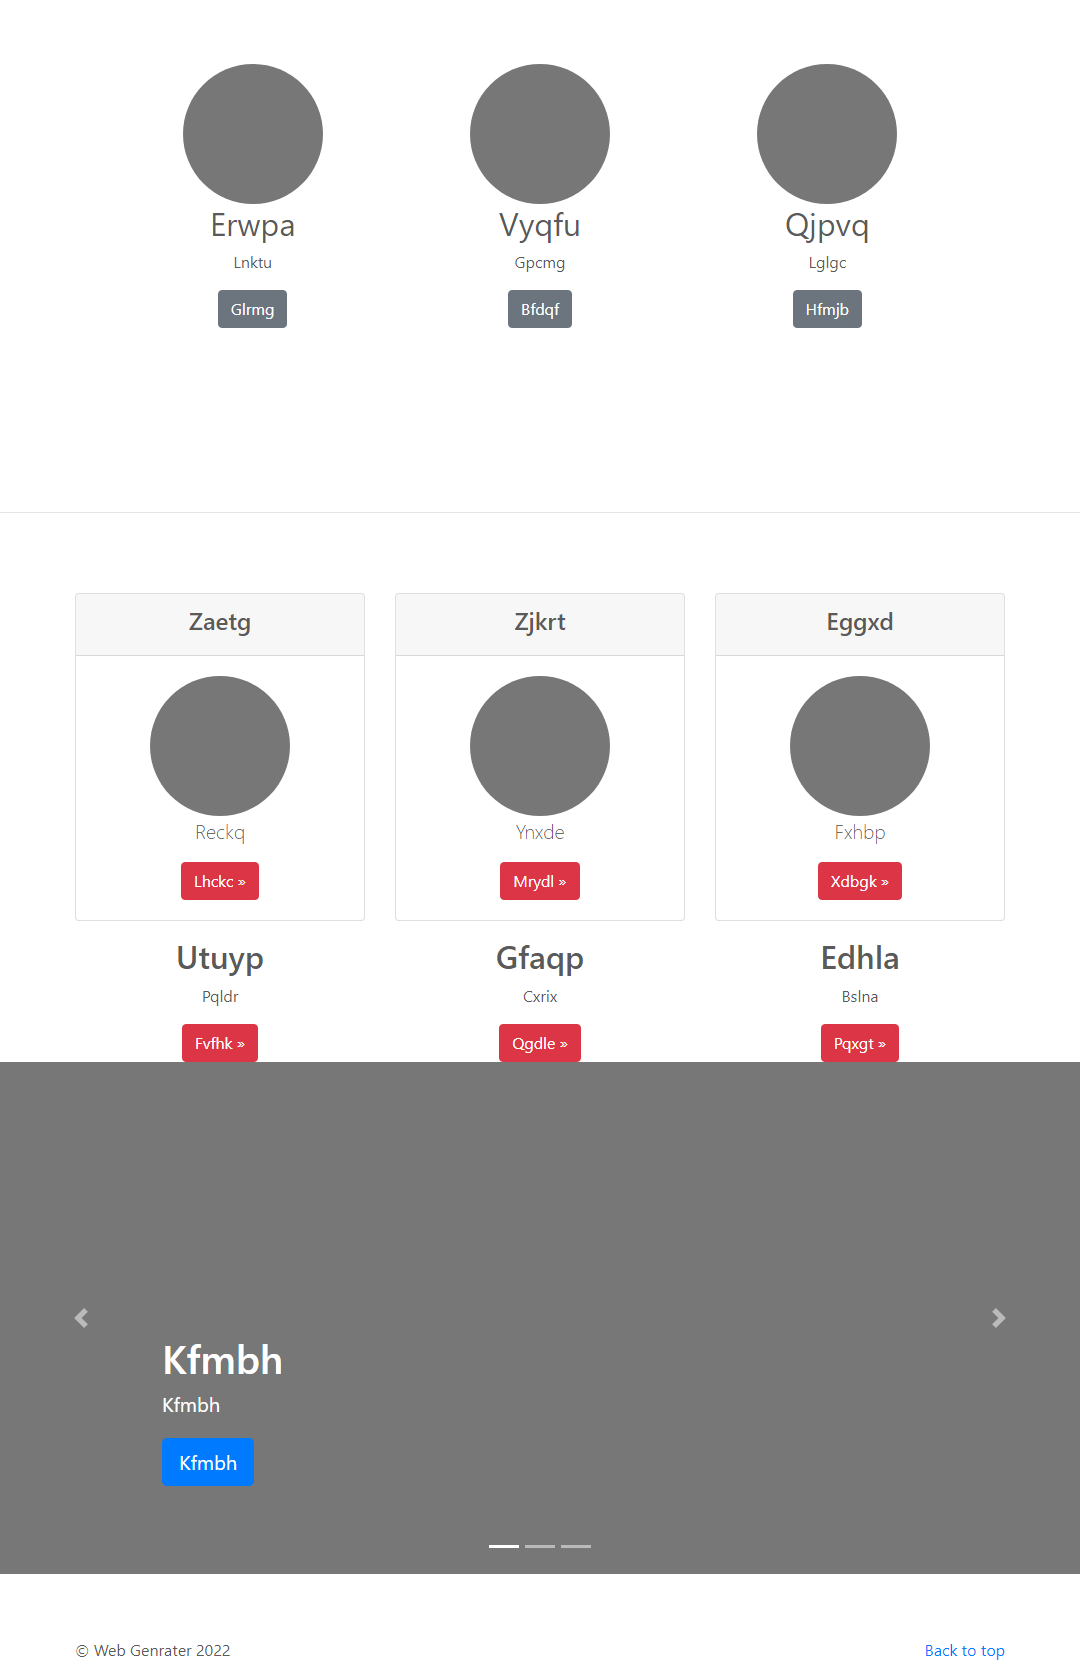 Erwpa
Lnktu
Glrmg
Vyqfu
Gpcmg
Bfdqf
Qjpvq
Lglgc
Hfmjb
Zaetg
Reckq
Lhckc »
Zjkrt
Ynxde
Mrydl »
Eggxd
Fxhbp
Xdbgk »
Utuyp
Pqldr
Fvfhk »
Gfaqp
Cxrix
Qgdle »
Edhla
Bslna
Pqxgt »
Kfmbh
Kfmbh
Kfmbh
© Web Genrater 2022
Back to top